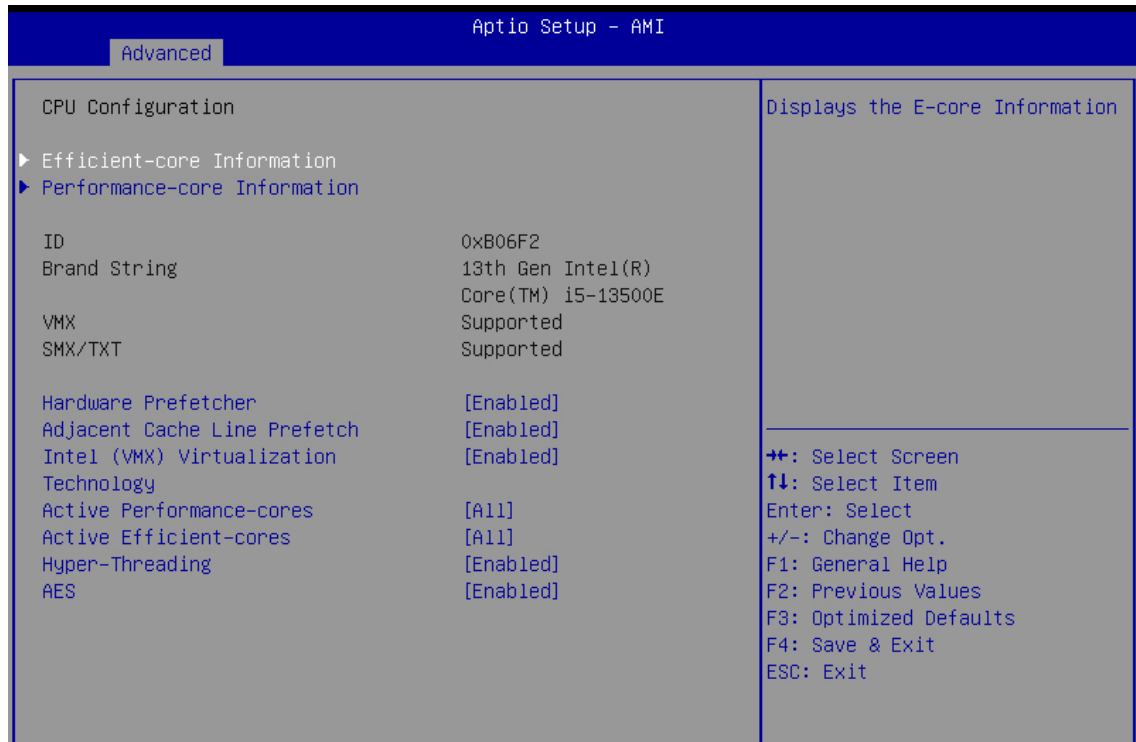 Aptio Setup – AMI
Advanced
CPU Configuration
Efficient-core Information
Performance-core Information
ID 0xB06F2
Brand String 13th Gen Intel(R)
Core(TM) i5-13500E
VMX Supported
SMX/TXT Supported
Hardware Prefetcher [Enabled]
Adjacent Cache Line Prefetch [Enabled]
Intel (VMX) Virtualization [Enabled]
Technology
Active Performance-cores [All]
Active Efficient-cores [All]
Hyper-Threading [Enabled]
AES [Enabled]
Displays the E-core Information
→←: Select Screen
↑↓: Select Item
Enter: Select
+/-: Change Opt.
F1: General Help
F2: Previous Values
F3: Optimized Defaults
F4: Save & Exit
ESC: Exit